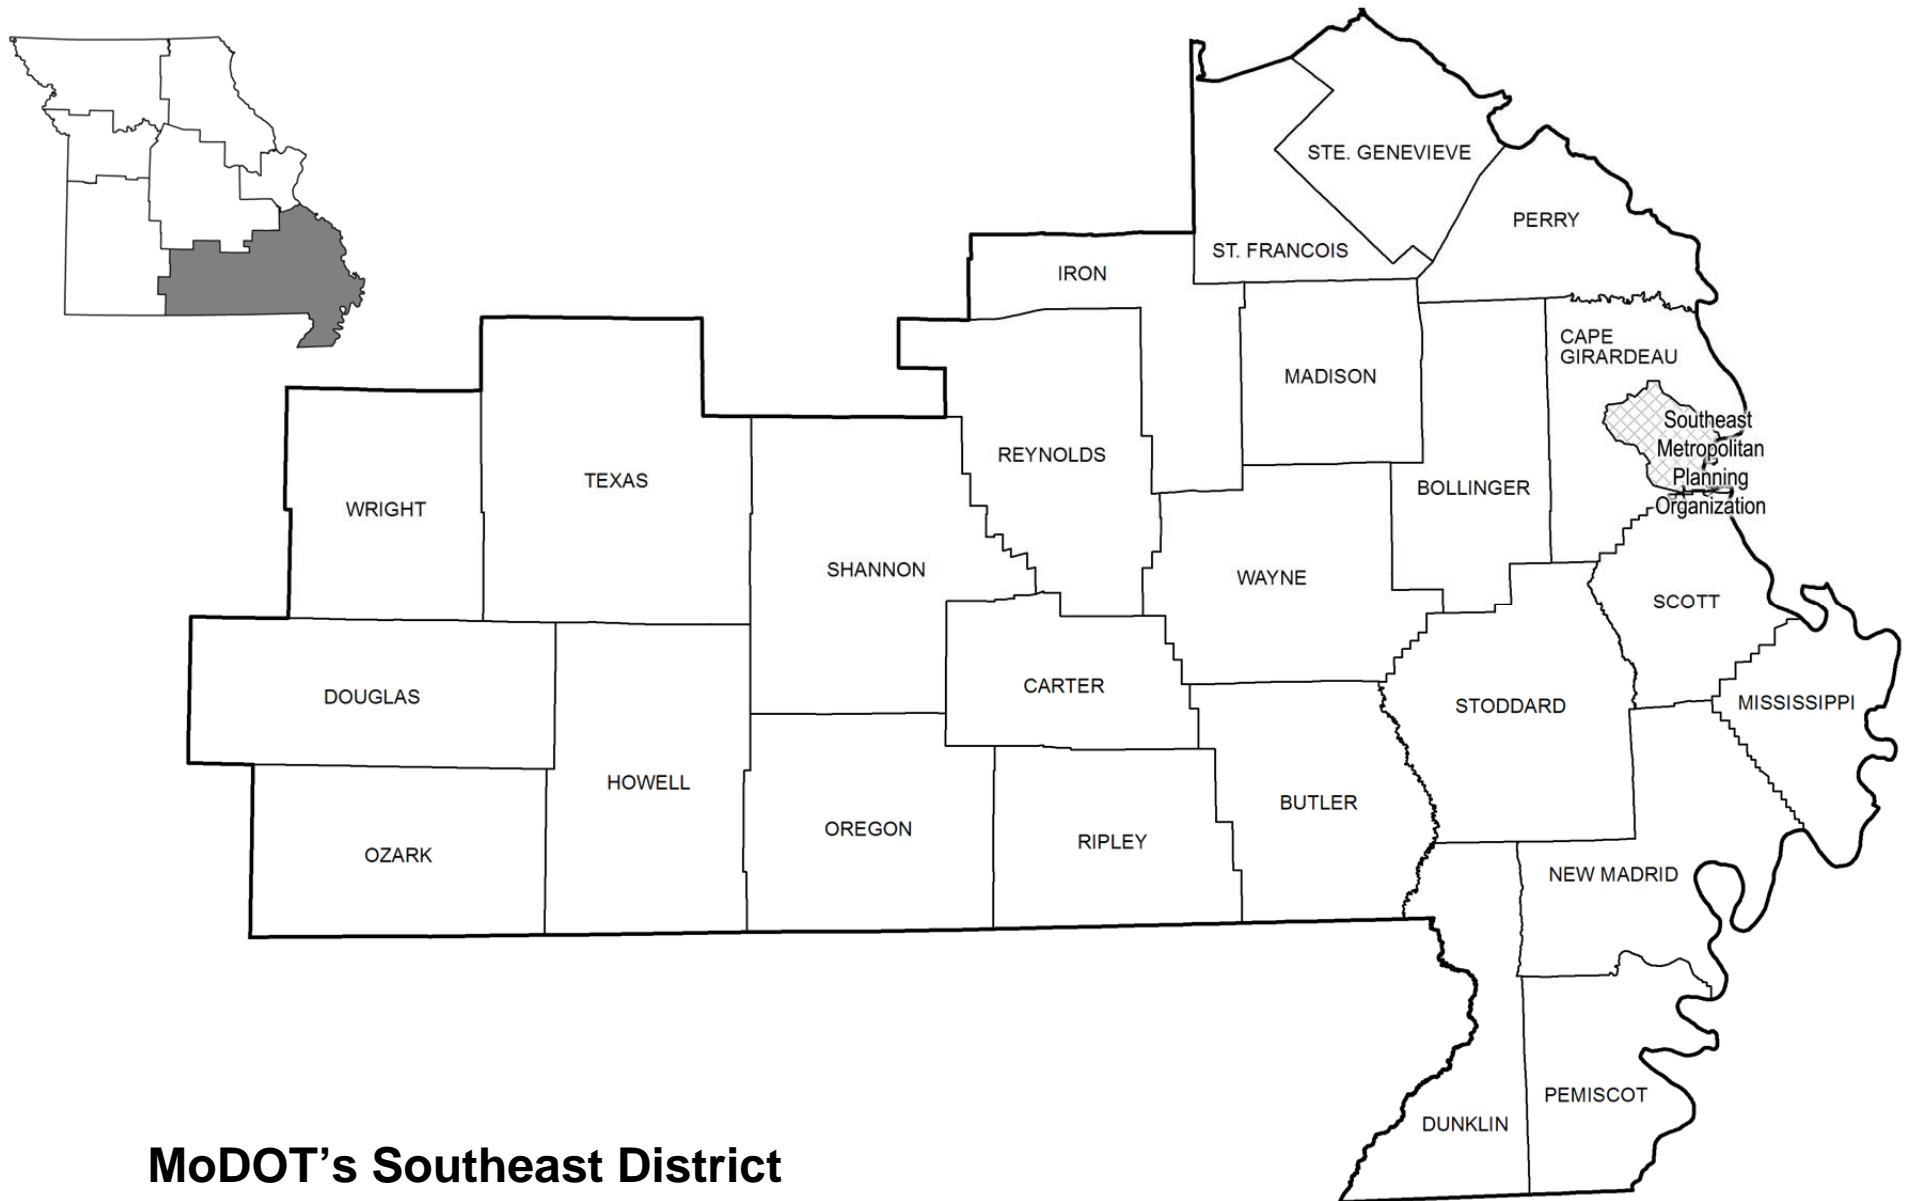 STE. GENEVIEVE
PERRY
ST. FRANCOIS
IRON
CAPE
GIRARDEAU
MADISON
Southeast
Metropolitan
Planning
Organization
REYNOLDS
TEXAS
BOLLINGER
WRIGHT
SHANNON
WAYNE
SCOTT
CARTER
DOUGLAS
MISSISSIPPI
STODDARD
HOWELL
BUTLER
OREGON
RIPLEY
OZARK
NEW MADRID
PEMISCOT
DUNKLIN
MoDOT’s Southeast District